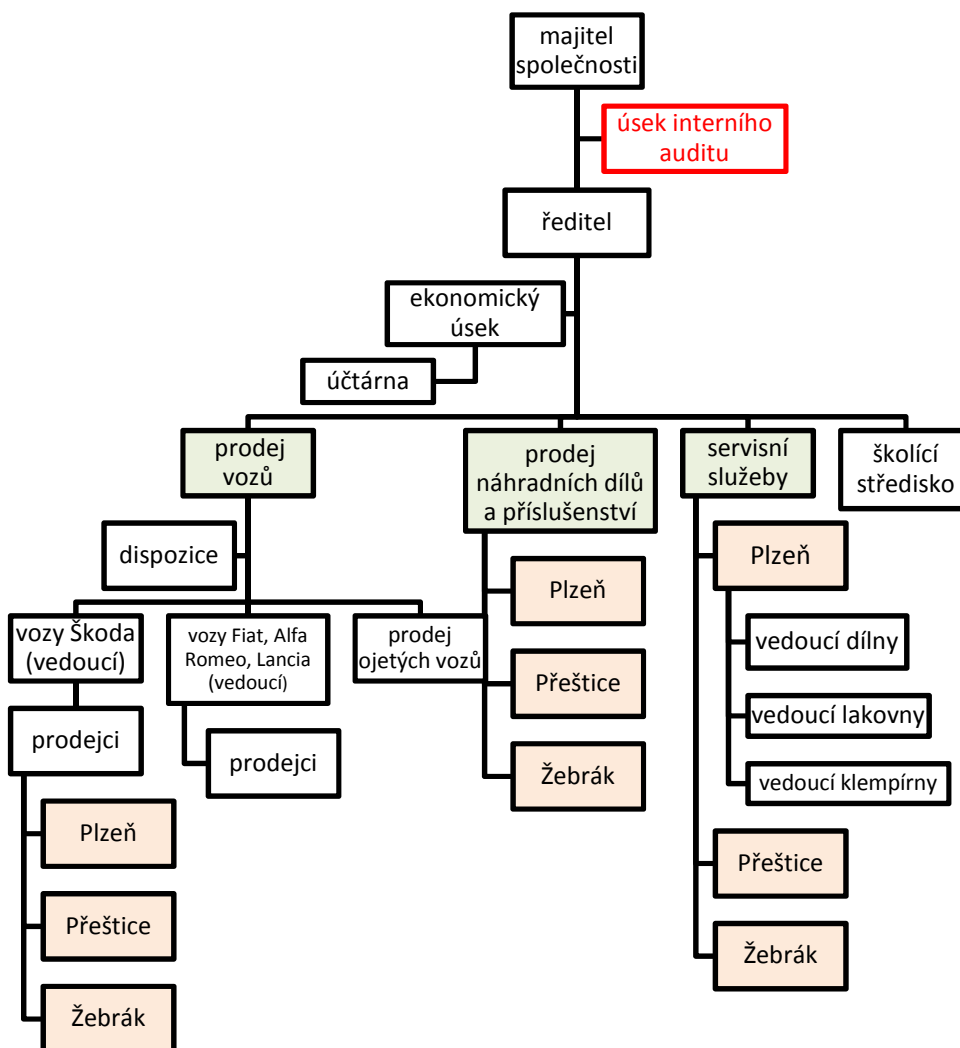 majitel
společnosti
úsek interního
auditu
ředitel
ekonomický
úsek
účtárna
prodej
vozů
prodej
náhradních dílů
a příslušenství
servisní
služeby
školící
středisko
dispozice
vozy Škoda
(vedoucí)
vozy Fiat, Alfa
Romeo, Lancia
(vedoucí)
prodej
ojetých vozů
prodejci
prodejci
Plzeň
Přeštice
Žebrák
Plzeň
Přeštice
Žebrák
Plzeň
vedoucí dílny
vedoucí lakovny
vedoucí klempírny
Přeštice
Žebrák